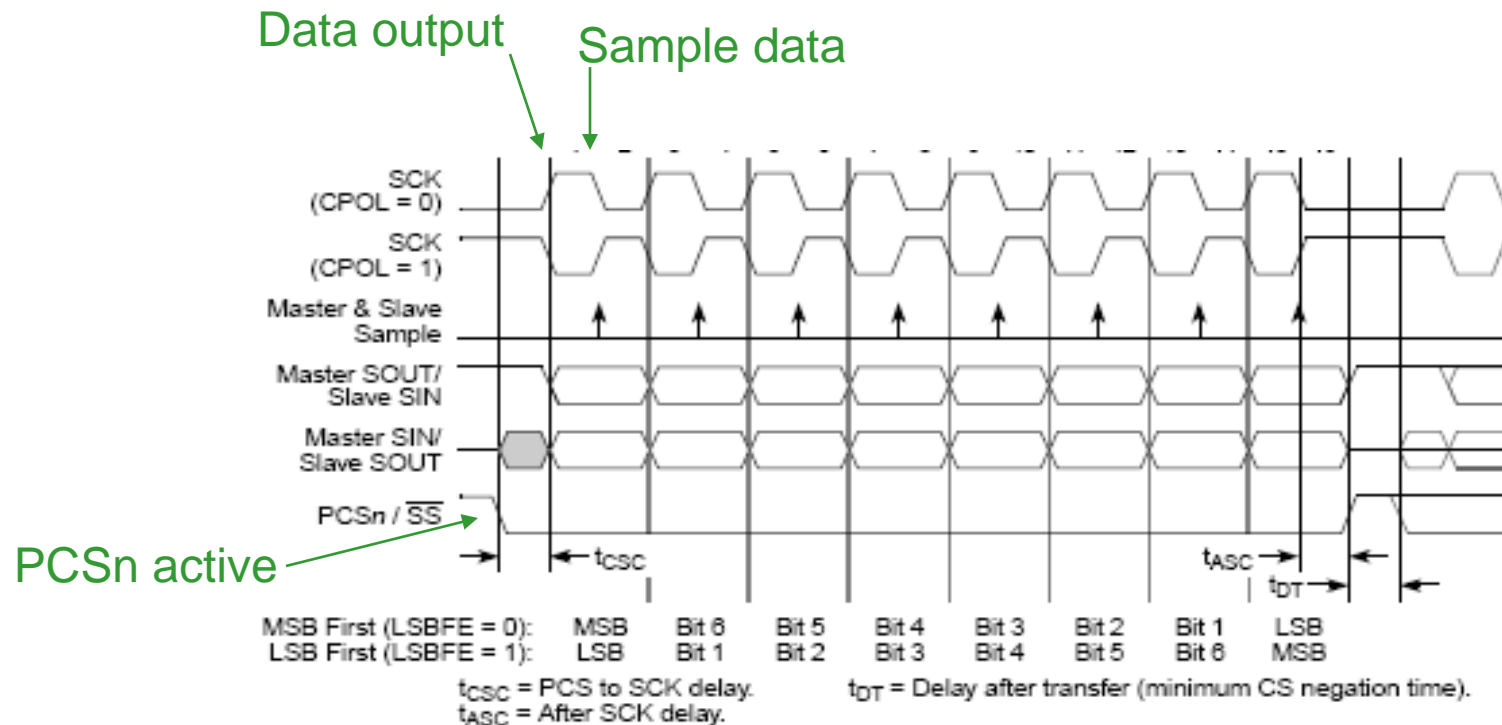 Data output
Sample data
SCK
(CPOL = 0)
SCK
(CPOL = 1)
Master & Slave
Sample
Master SOUT/
Slave SIN
Master SIN/
Slave SOUT
PCSn / SS
PCSn active
tCSC
tASC
tDT
MSB First (LSBFE = 0): MSB Bit 6 Bit 5 Bit 4 Bit 3 Bit 2 Bit 1 LSB
LSB First (LSBFE = 1): LSB Bit 1 Bit 2 Bit 3 Bit 4 Bit 5 Bit 6 MSB
tCSC = PCS to SCK delay. tDT = Delay after transfer (minimum CS negation time).
tASC = After SCK delay.